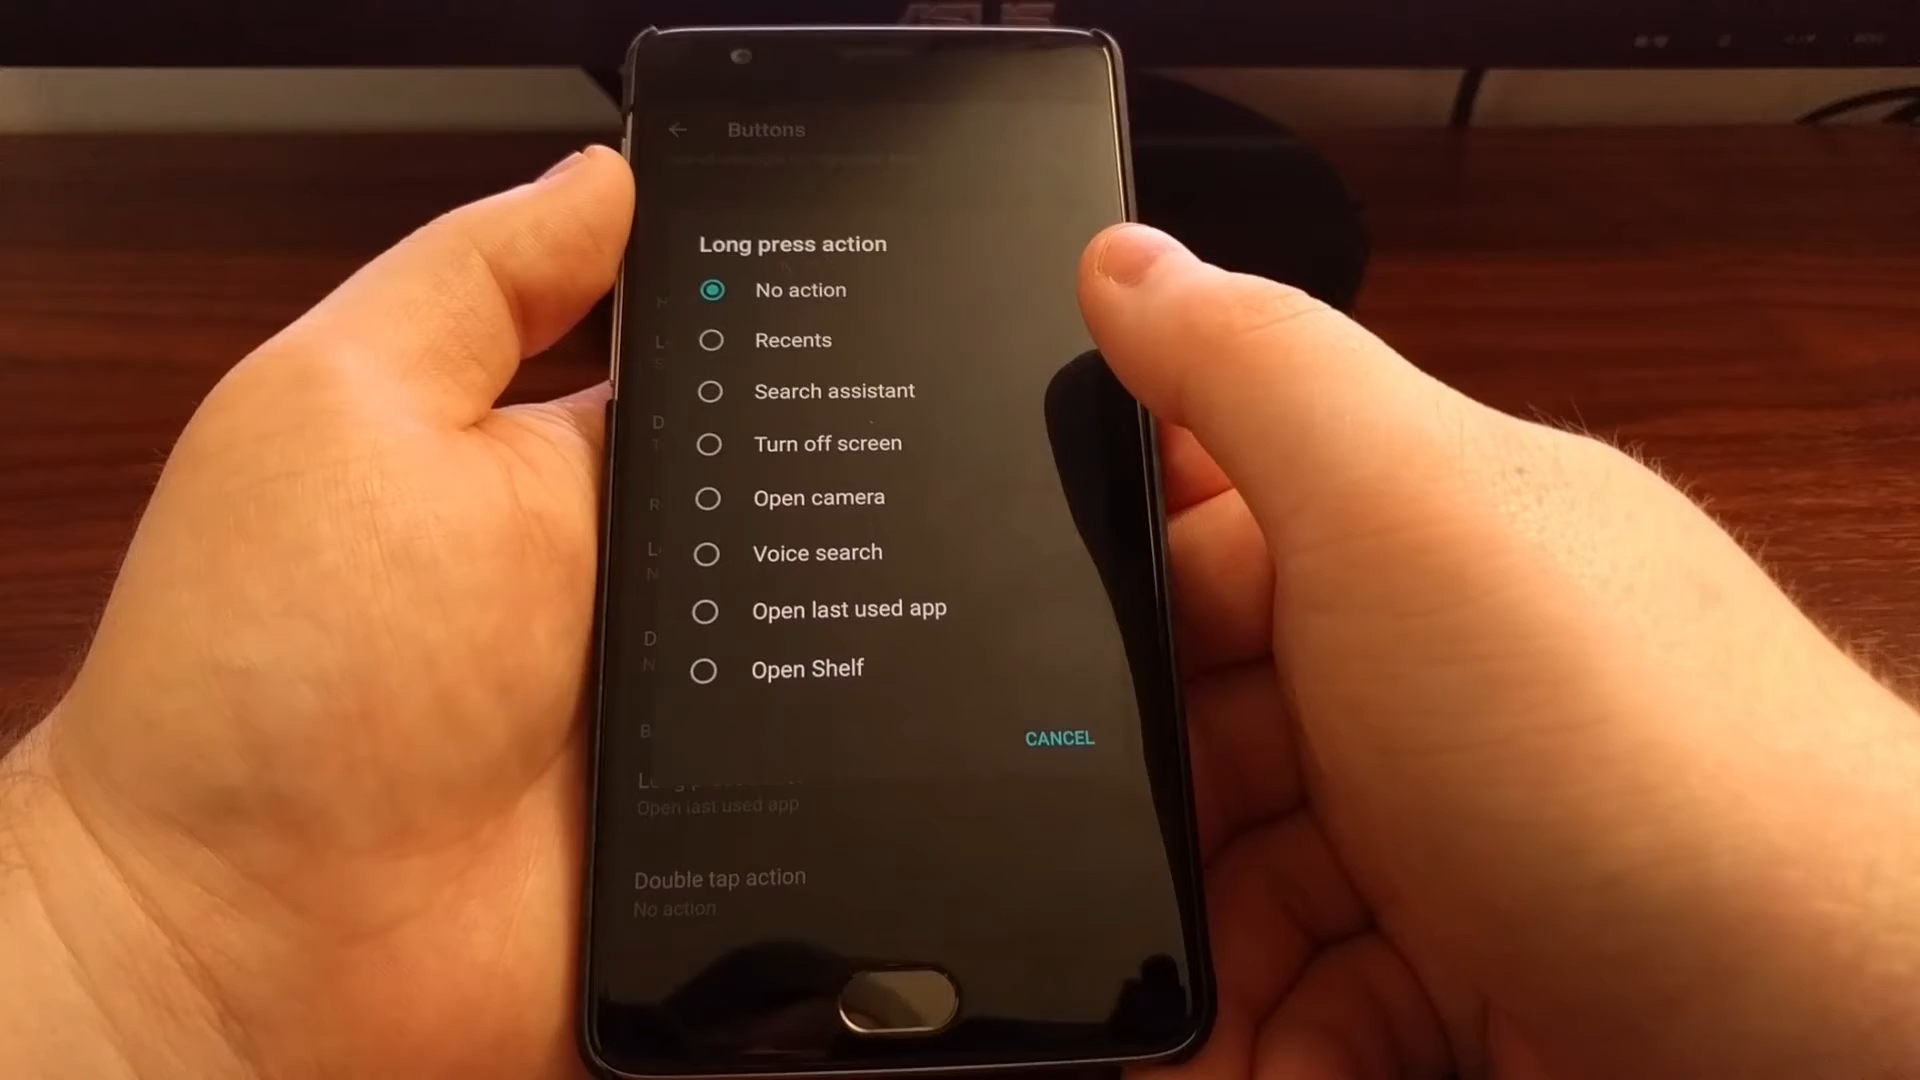 ASUS
Buttons
Long press action
No action
Recents
Search assistant
Turn off screen
Open camera
Voice search
Open last used app
Open Shelf
CANCEL
Open last used app
Double tap action
No action